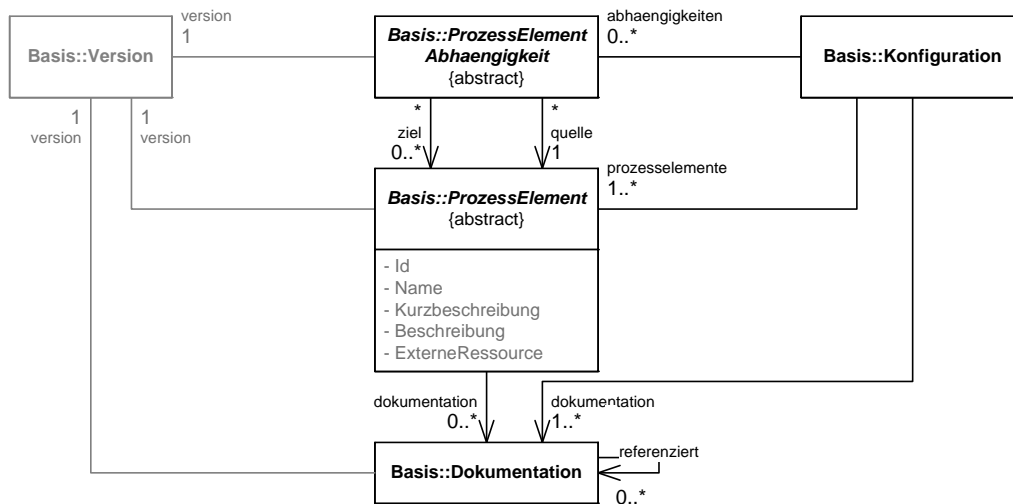 version
1
abhaengigkeiten
0..*
Basis::Version
Basis::ProzessElement
Abhaengigkeit
{abstract}
Basis::Konfiguration
1
version
1
version
*
*
ziel
0..*
quelle
1
prozesselemente
1..*
Basis::ProzessElement
{abstract}
- Id
- Name
- Kurzbeschreibung
- Beschreibung
- ExterneRessource
dokumentation
0..*
dokumentation
1..*
Basis::Dokumentation
referenziert
0..*